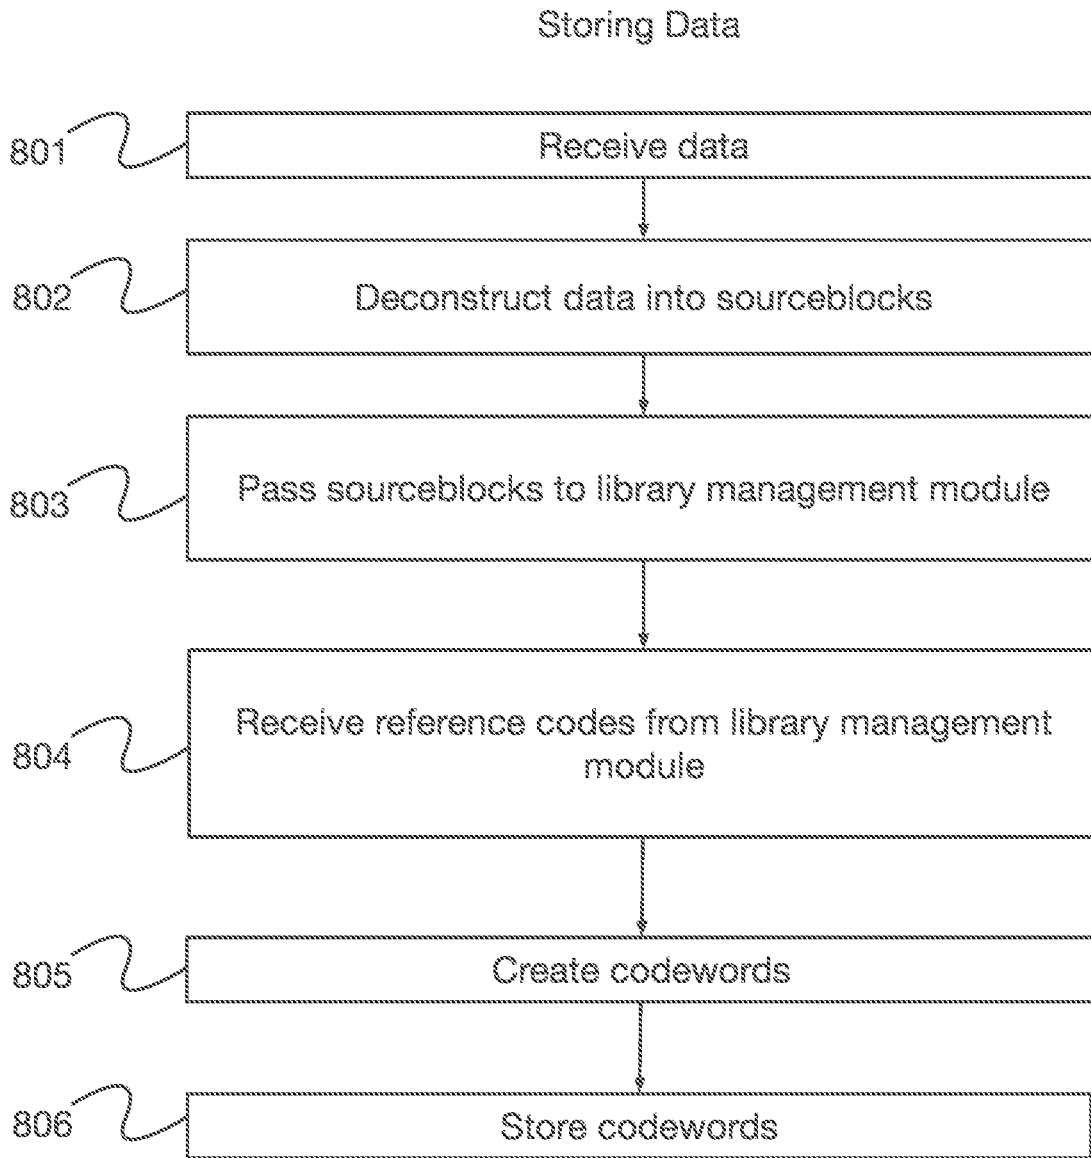 Storing Data
801
Receive data
802
Deconstruct data into sourceblocks
803
Pass sourceblocks to library management module
804
Receive reference codes from library management
module
805
Create codewords
806
Store codewords